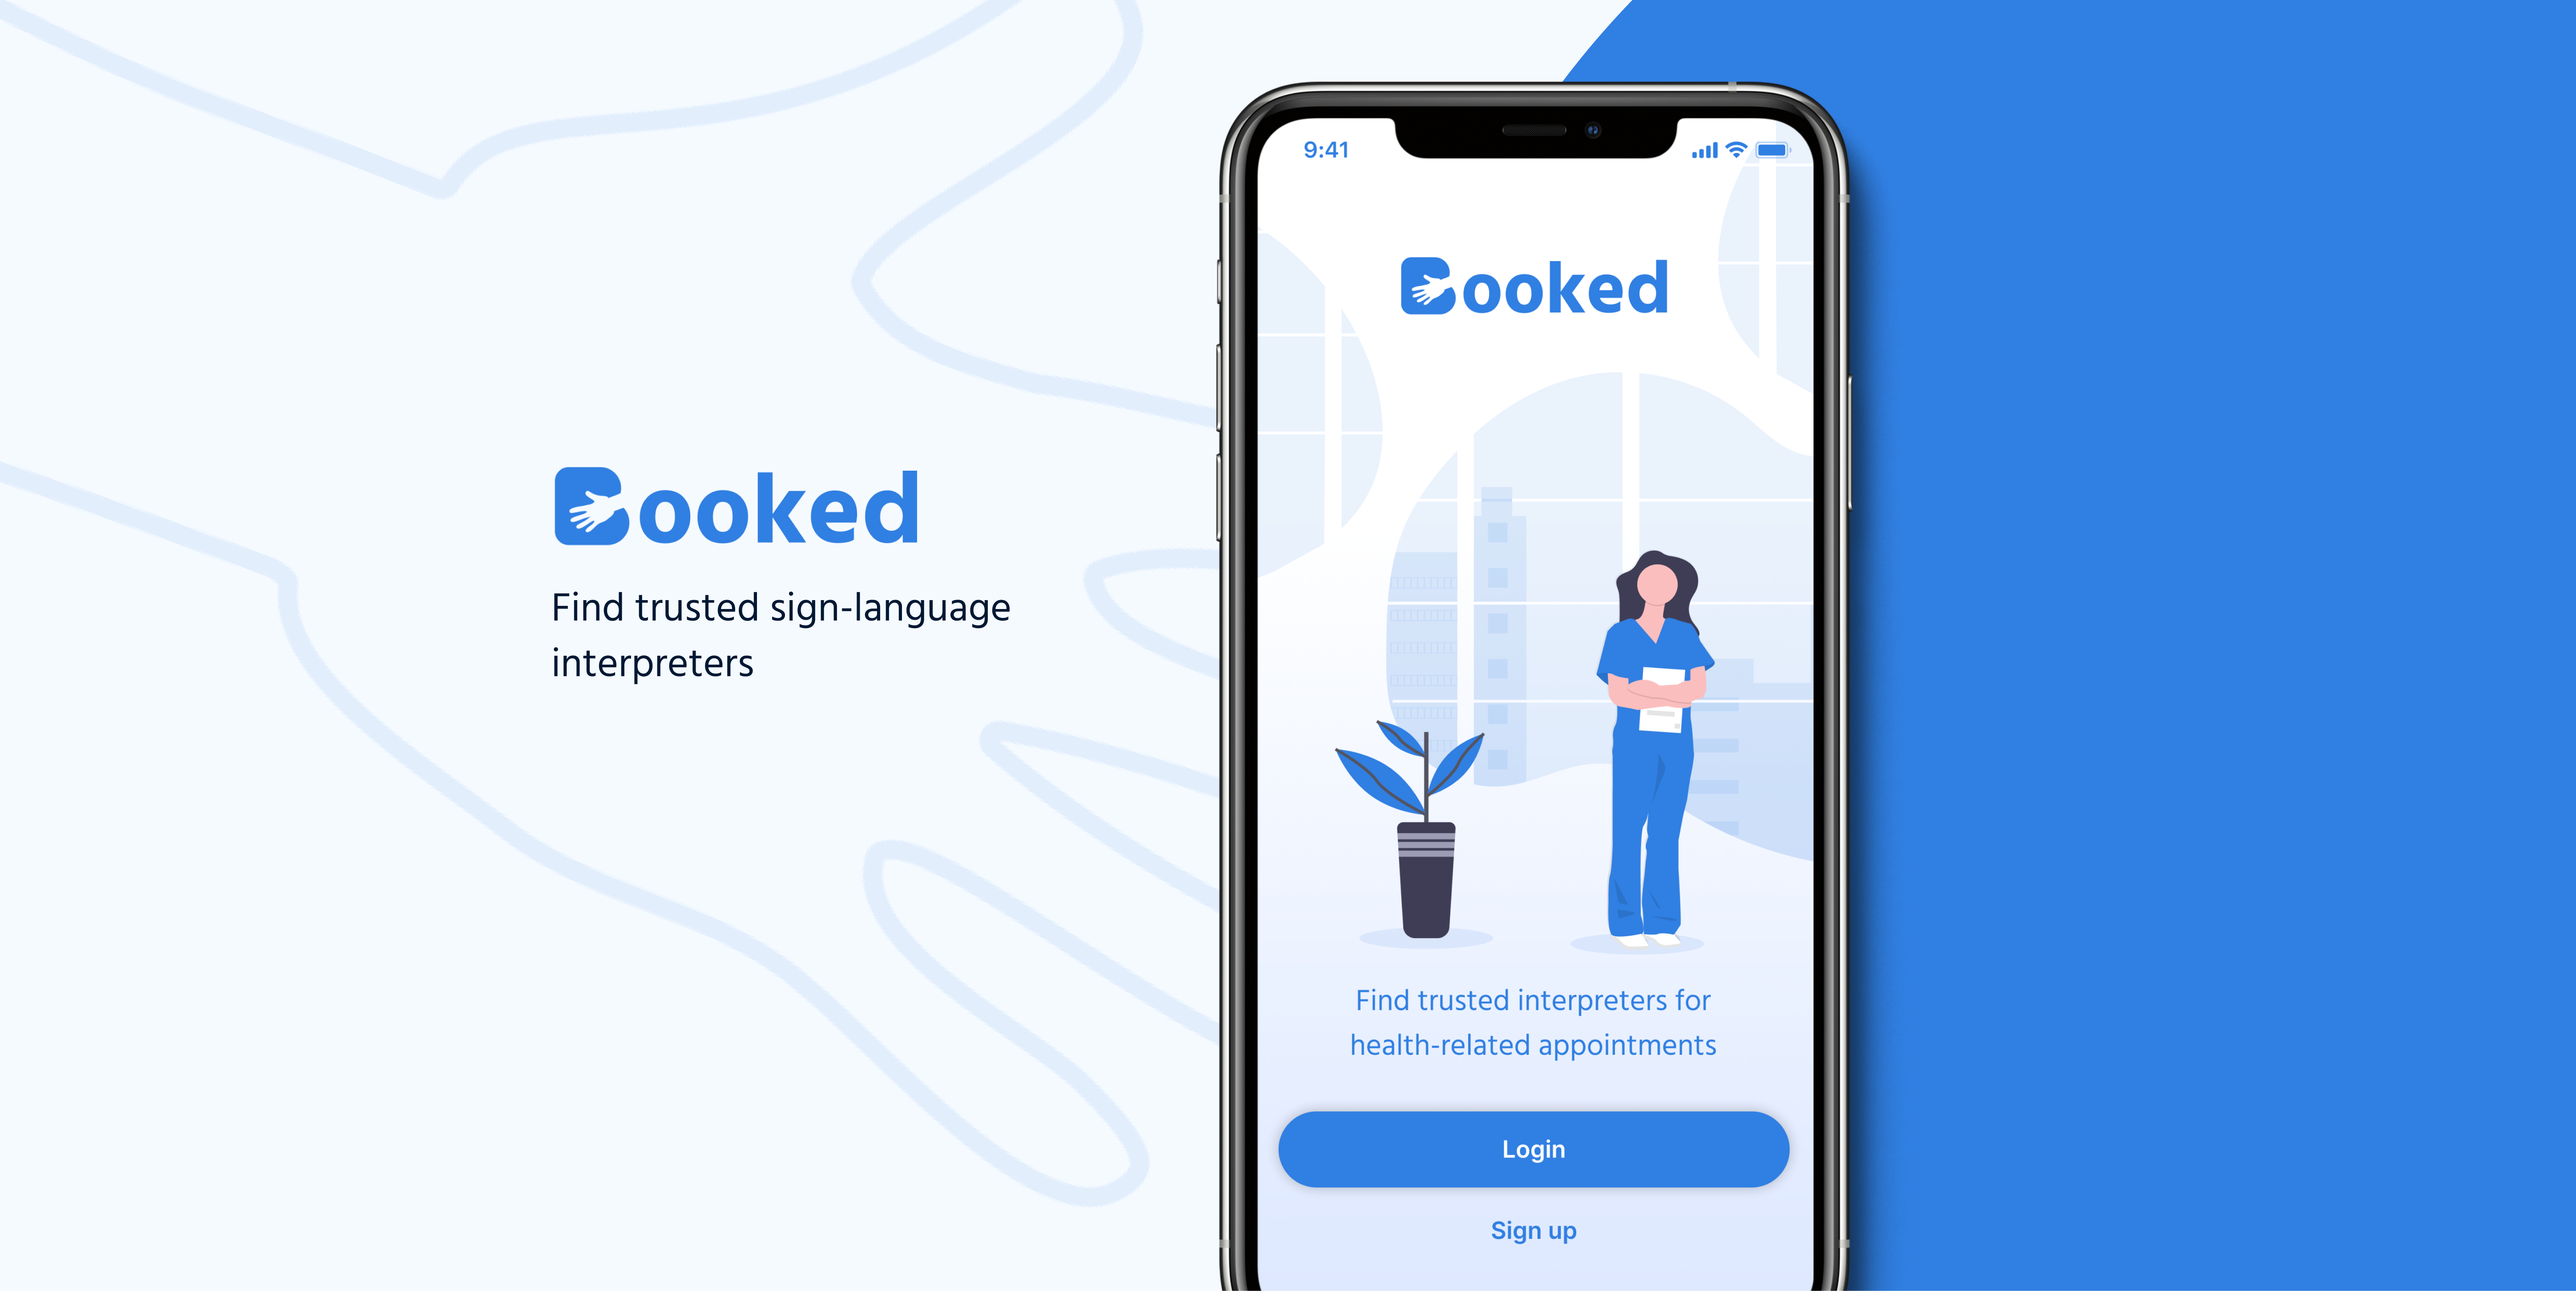 Booked
Find trusted sign-language
interpreters
9:41
Booked
Find trusted interpreters for
health-related appointments
Login
Sign up